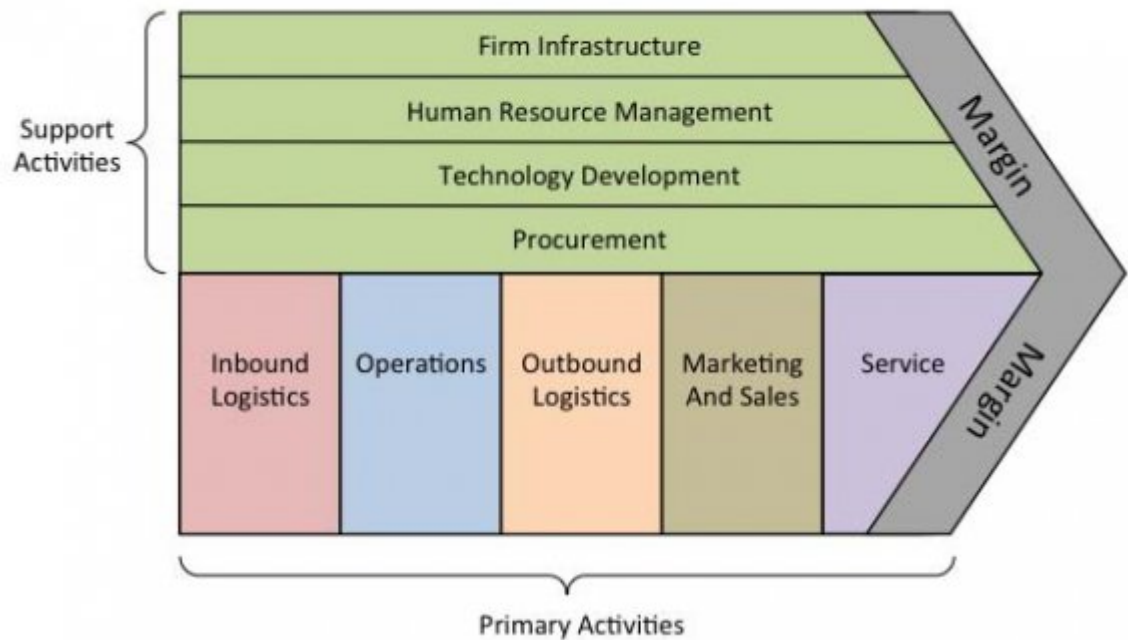 Firm Infrastructure
Human Resource Management
Support
Activities
Technology Development
Procurement
Margin
Inbound
Logistics
Operations
Outbound
Logistics
Marketing
And Sales
Service
Margin
Primary Activities